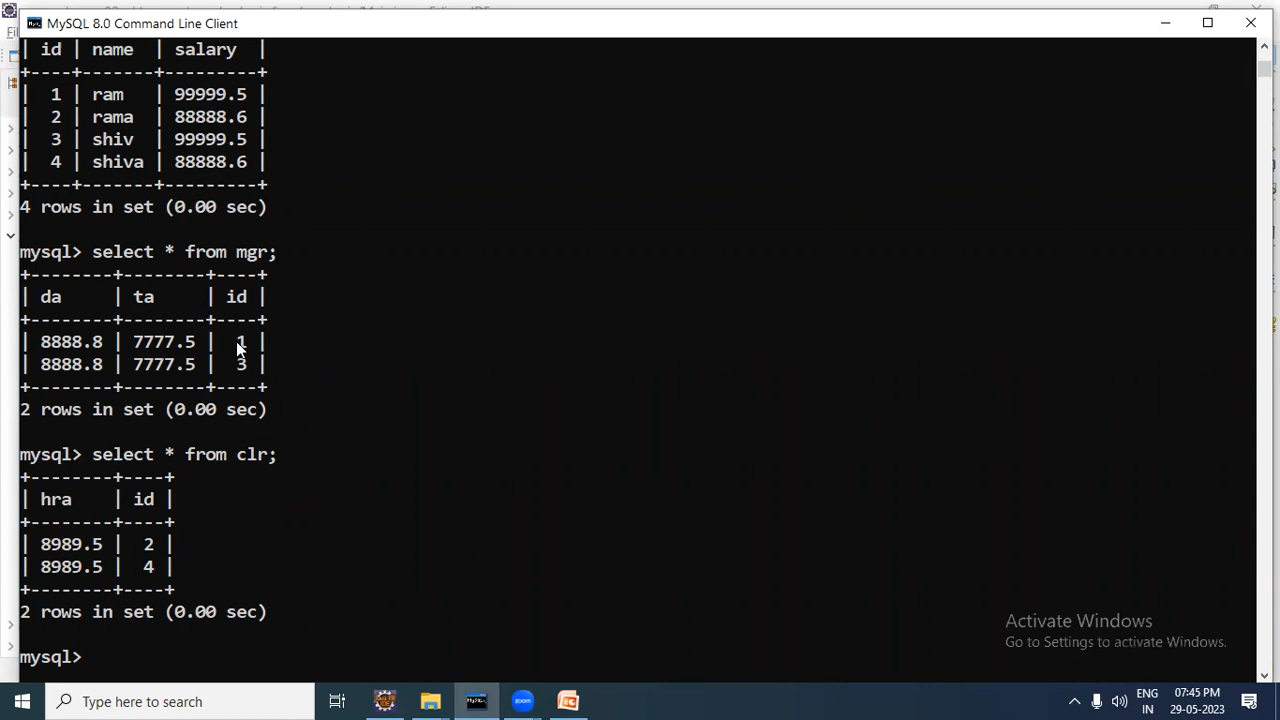 MySQL 8.0 Command Line Client
| id | name  | salary  |
+----+-------+---------+
|  1 | ram   | 99999.5 |
|  2 | rama  | 88888.6 |
|  3 | shiv  | 99999.5 |
|  4 | shiva | 88888.6 |
+----+-------+---------+
4 rows in set (0.00 sec)
mysql> select * from mgr;
+--------+--------+----+
| da     | ta     | id |
+--------+--------+----+
| 8888.8 | 7777.5 |  1 |
| 8888.8 | 7777.5 |  3 |
+--------+--------+----+
2 rows in set (0.00 sec)
mysql> select * from clr;
+--------+----+
| hra    | id |
+--------+----+
| 8989.5 |  2 |
| 8989.5 |  4 |
+--------+----+
2 rows in set (0.00 sec)
mysql>
Activate Windows
Go to Settings to activate Windows.
Type here to search
zoom
ENG
IN
07:45 PM
29-05-2023